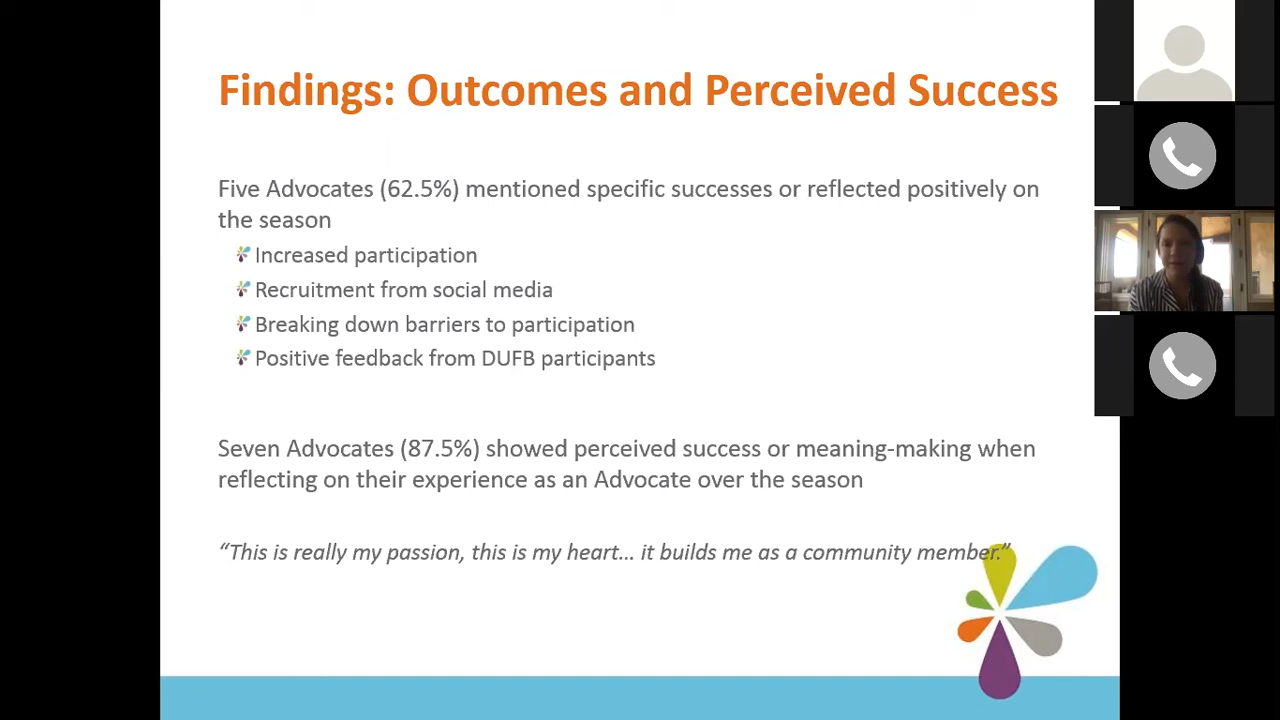 Findings: Outcomes and Perceived Success
Five Advocates (62.5%) mentioned specific successes or reflected positively on
the season
Increased participation
Recruitment from social media
Breaking down barriers to participation
Positive feedback from DUFB participants
Seven Advocates (87.5%) showed perceived success or meaning-making when
reflecting on their experience as an Advocate over the season
“This is really my passion, this is my heart… it builds me as a community member.”